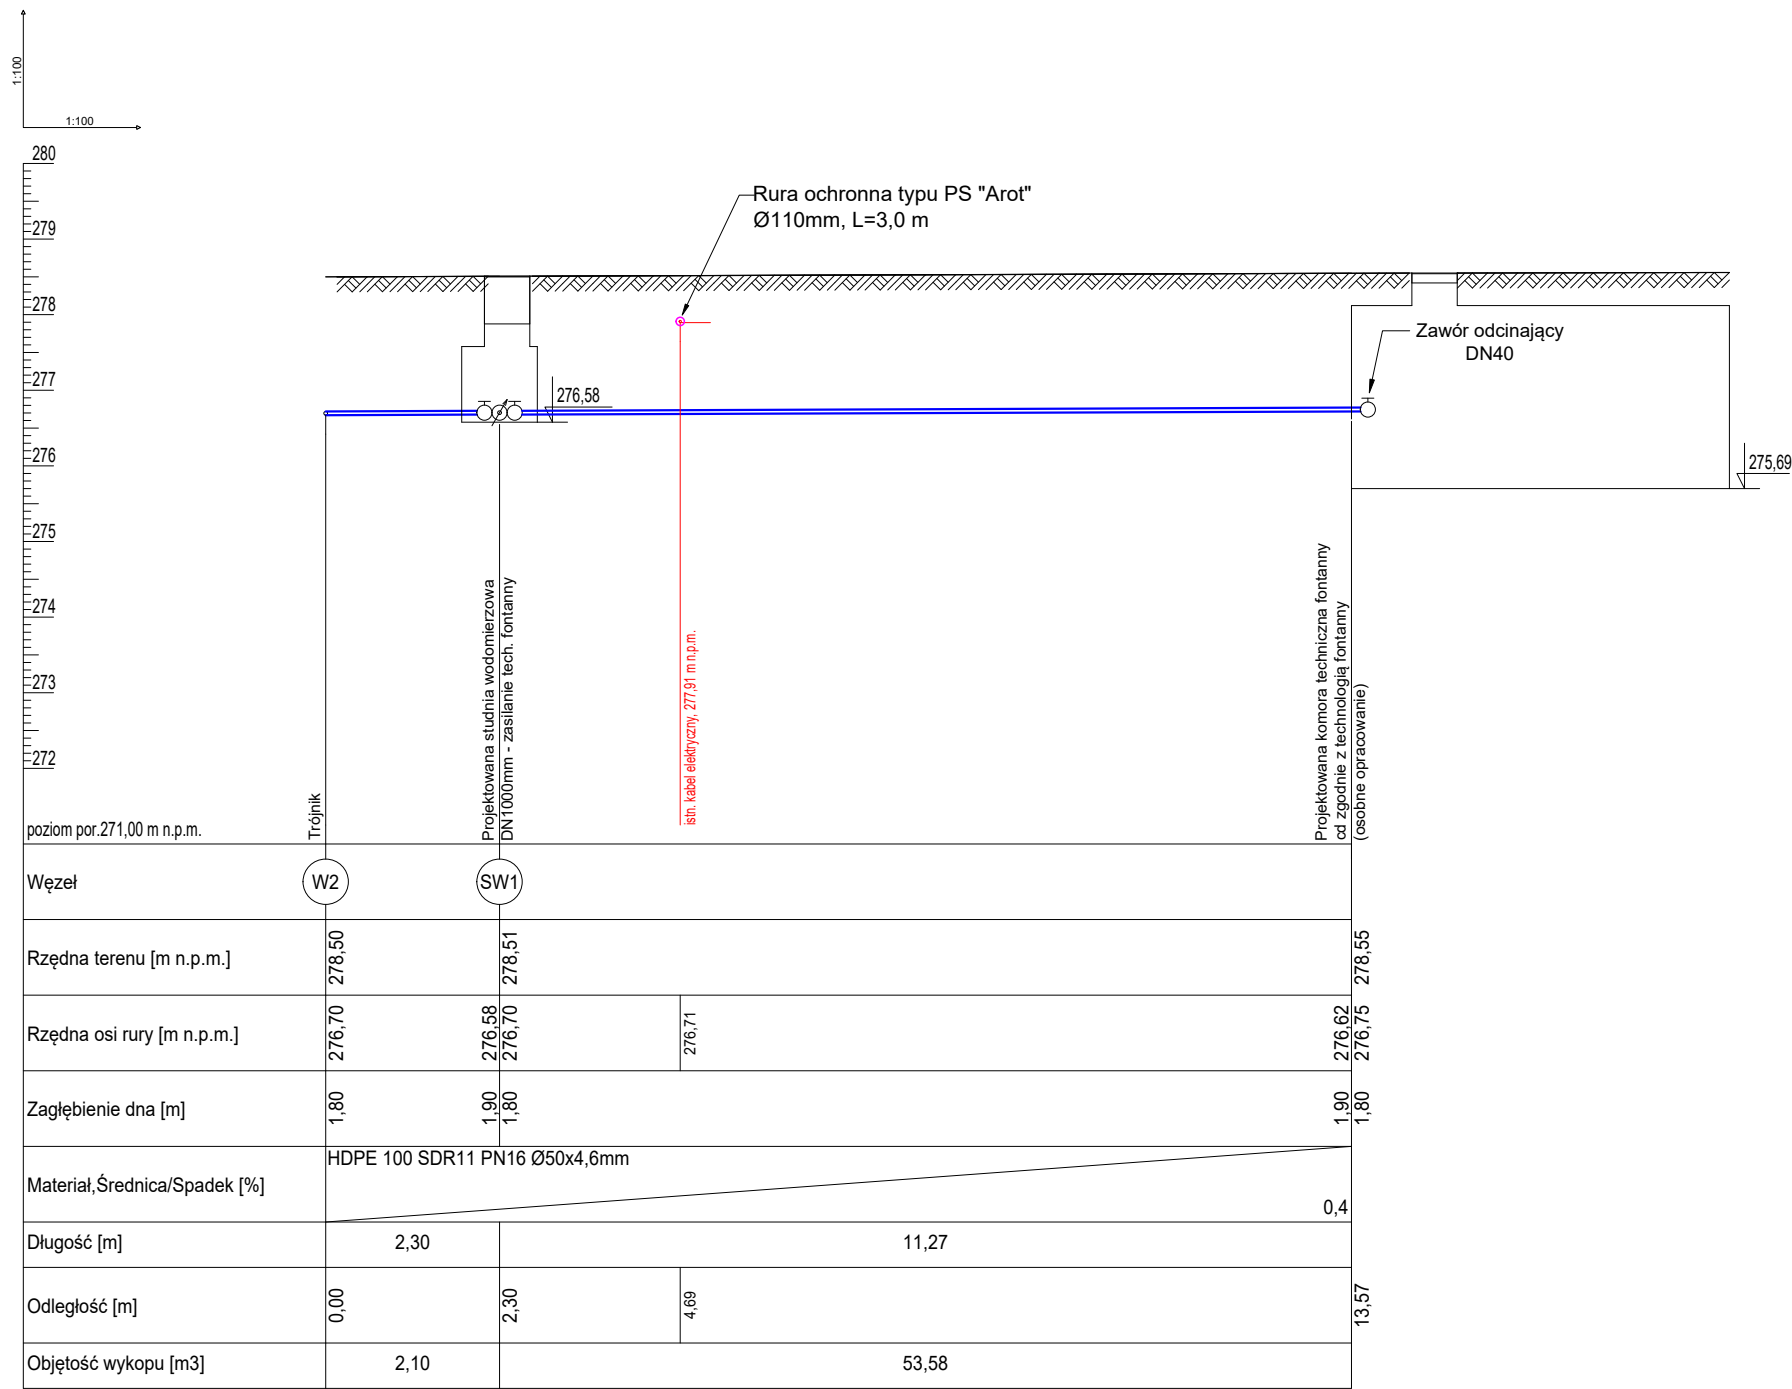 1:100
1:100
280
279
278
277
276
275
274
273
272
Rura ochronna typu PS "Arot"
Ø110mm, L=3,0 m
Zawór odcinający
DN40
276,58
275,69
poziom por.271,00 m n.p.m.
Trójnik
Projektowana studnia wodomierzowa
DN1000mm - zasilanie tech. fontanny
istn. kabel elektryczny, 277,91 m n.p.m.
Projektowana komora techniczna fontanny
cd zgodnie z technologią fontanny
(osobne opracowanie)
Węzeł
W2
SW1
Rzędna terenu [m n.p.m.]
278,50
278,51
278,55
Rzędna osi rury [m n.p.m.]
276,70
276,58
276,70
276,71
276,62
276,75
Zagłębienie dna [m]
1,80
1,90
1,80
1,90
1,80
Materiał,Średnica/Spadek [%]
HDPE 100 SDR11 PN16 Ø50x4,6mm
0,4
Długość [m]
2,30
11,27
Odległość [m]
0,00
2,30
4,69
13,57
Objętość wykopu [m3]
2,10
53,58